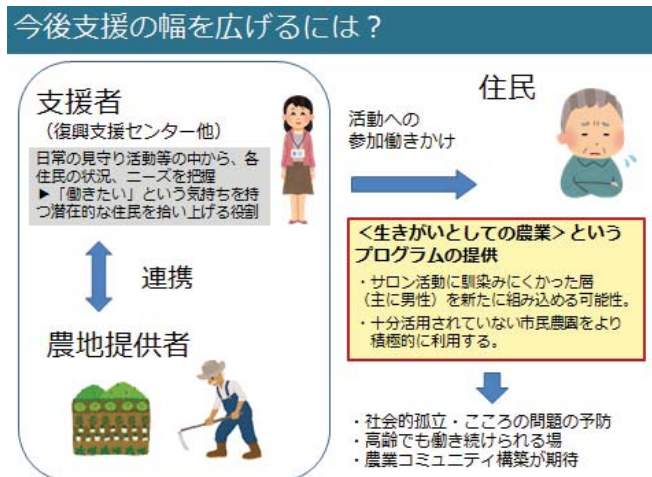 今後支援の幅を広げるには？
支援者
（復興支援センター他）
日常の見守り活動等の中から、各
住民の状況、ニーズを把握
▶「働きたい」という気持ちを持
つ潜在的な住民を拾い上げる役割
連携
農地提供者
活動への
参加働きかけ
住民
＜生きがいとしての農業＞という
プログラムの提供
・サロン活動に馴染みにくかった層
（主に男性）を新たに組み込める可能性。
・十分活用されていない市民農園をより
積極的に利用する。
・社会的孤立・こころの問題の予防
・高齢でも働き続けられる場
・農業コミュニティ構築が期待